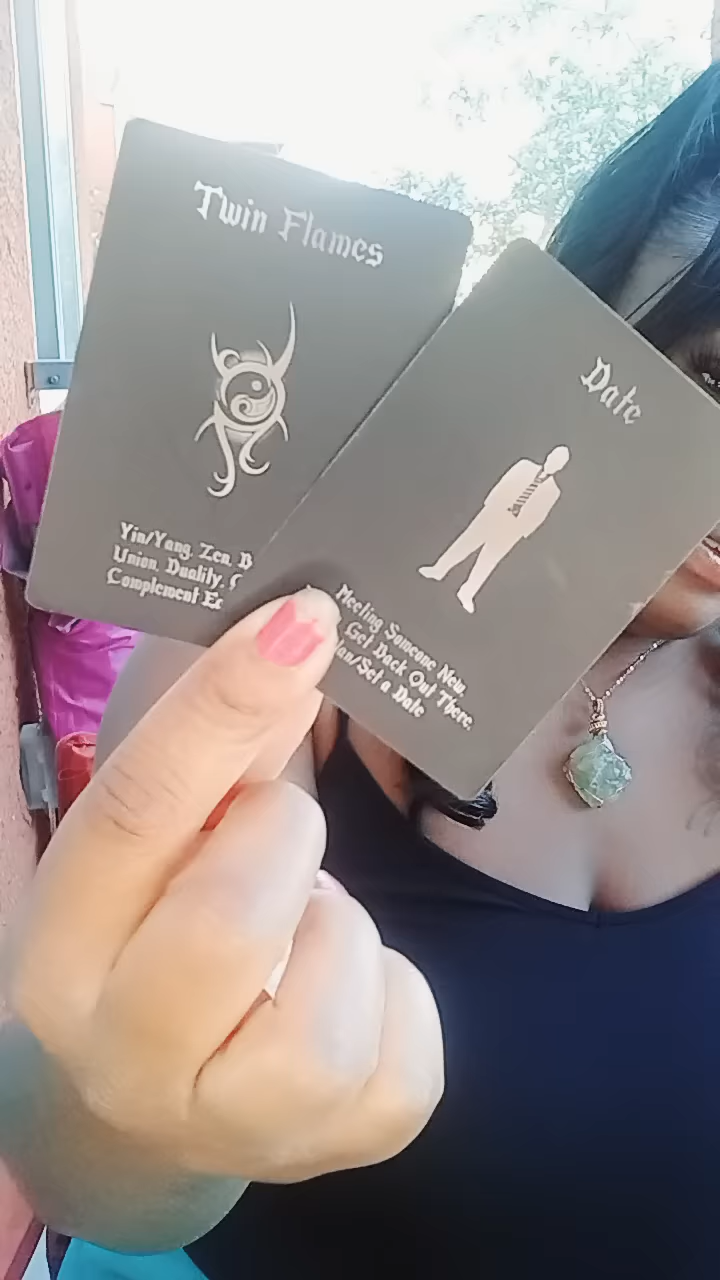 Twin Flames
Yin/Yang, Zen,
Union, Duality,
Complement
Date
Meeting Someone New,
Get Back Out There,
Set a Date